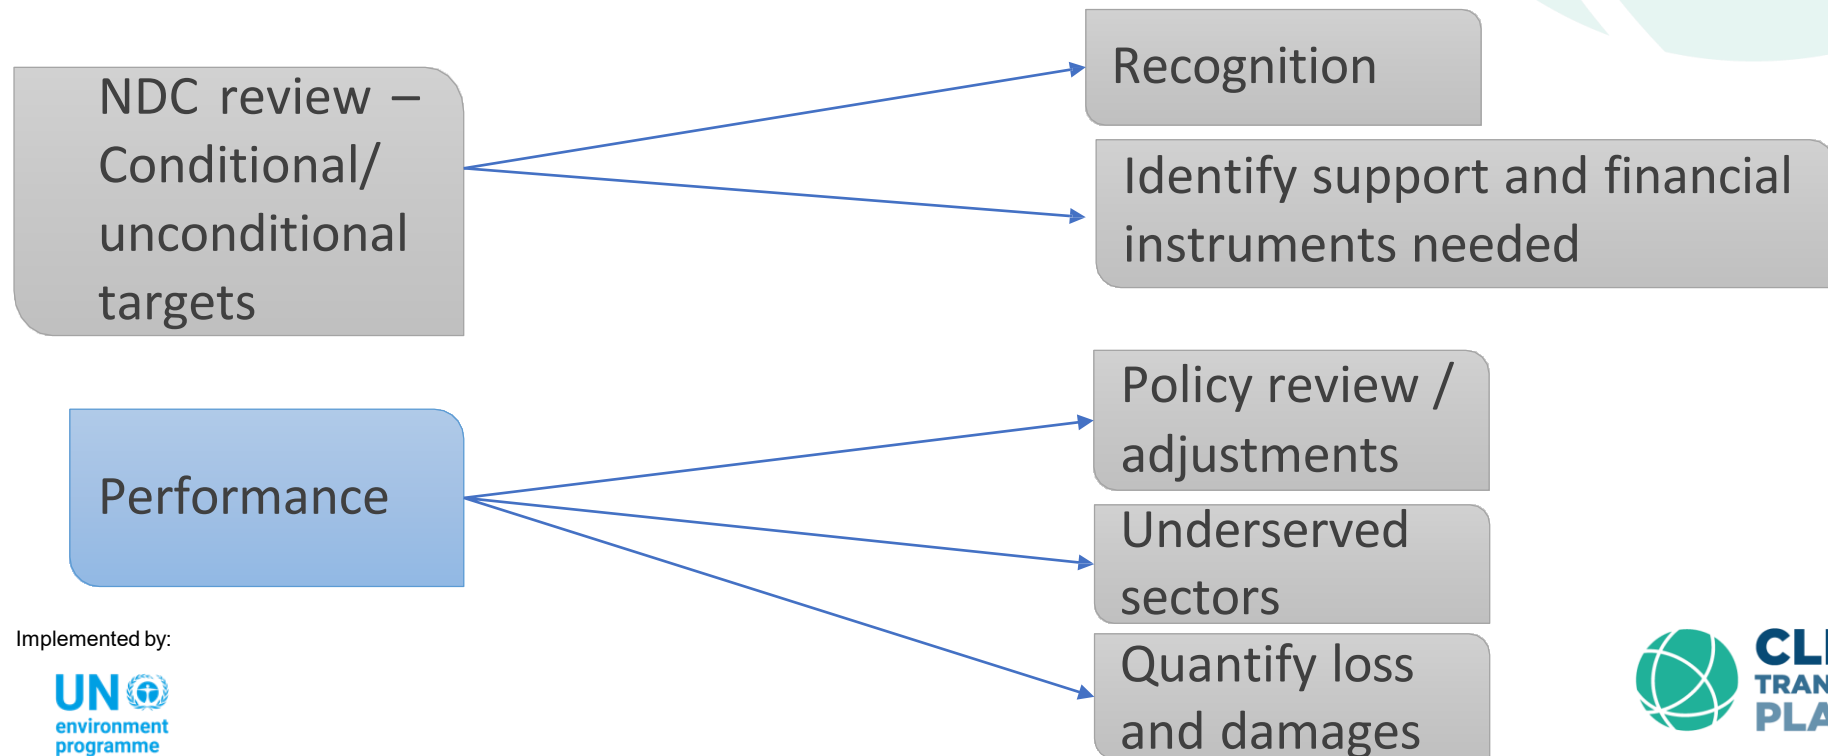 NDC review –
Conditional/
unconditional
targets
Recognition
Identify support and financial
instruments needed
Performance
Policy review /
adjustments
Underserved
sectors
Quantify loss
and damages
Implemented by:
UN
environment
programme
CLI
TRAN
PLA